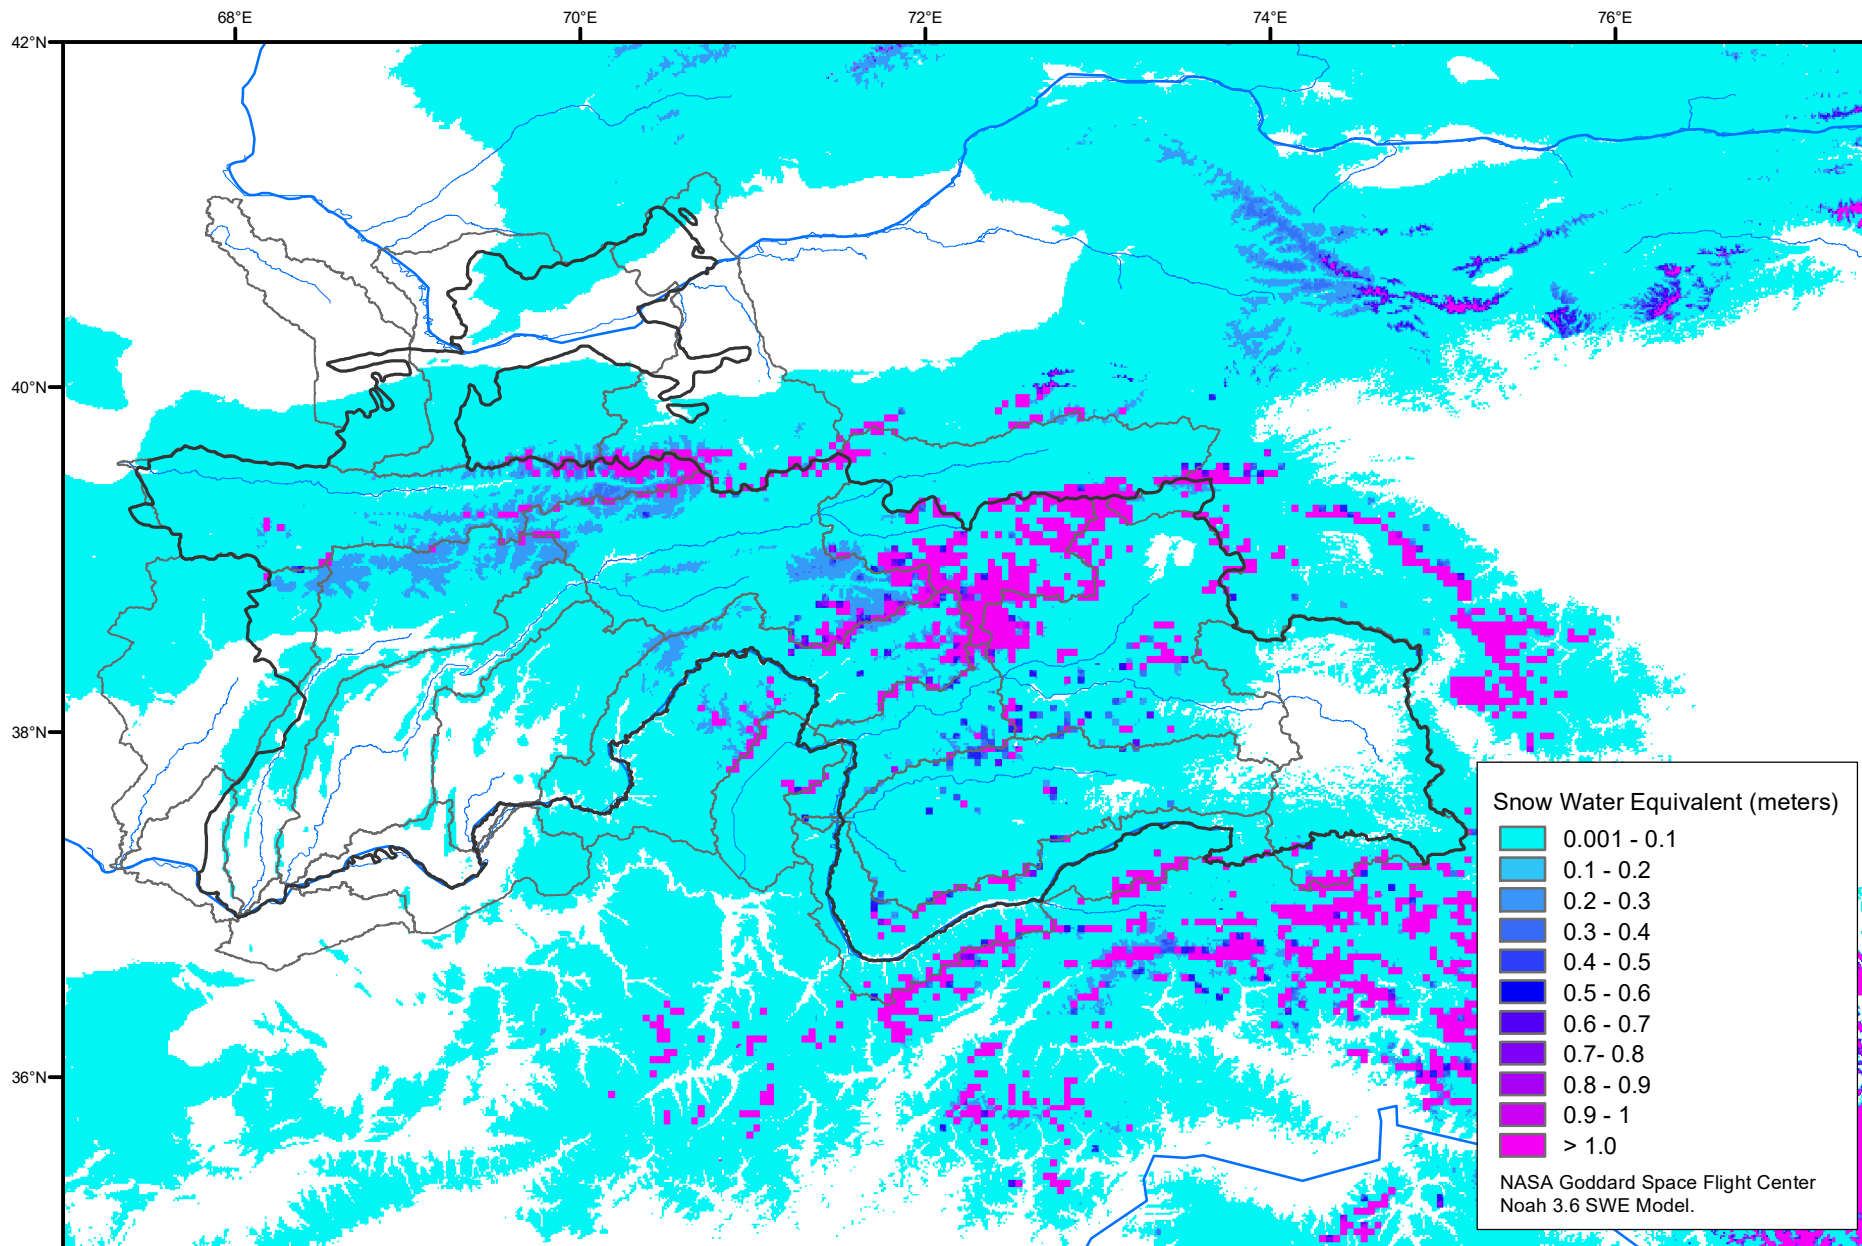 68°E
70°E
72°E
74°E
76°E
42°N
40°N
38°N
36°N
Snow Water Equivalent (meters)
0.001 - 0.1
0.1 - 0.2
0.2 - 0.3
0.3 - 0.4
0.4 - 0.5
0.5 - 0.6
0.6 - 0.7
0.7- 0.8
0.8 - 0.9
0.9 - 1
> 1.0
NASA Goddard Space Flight Center
Noah 3.6 SWE Model.